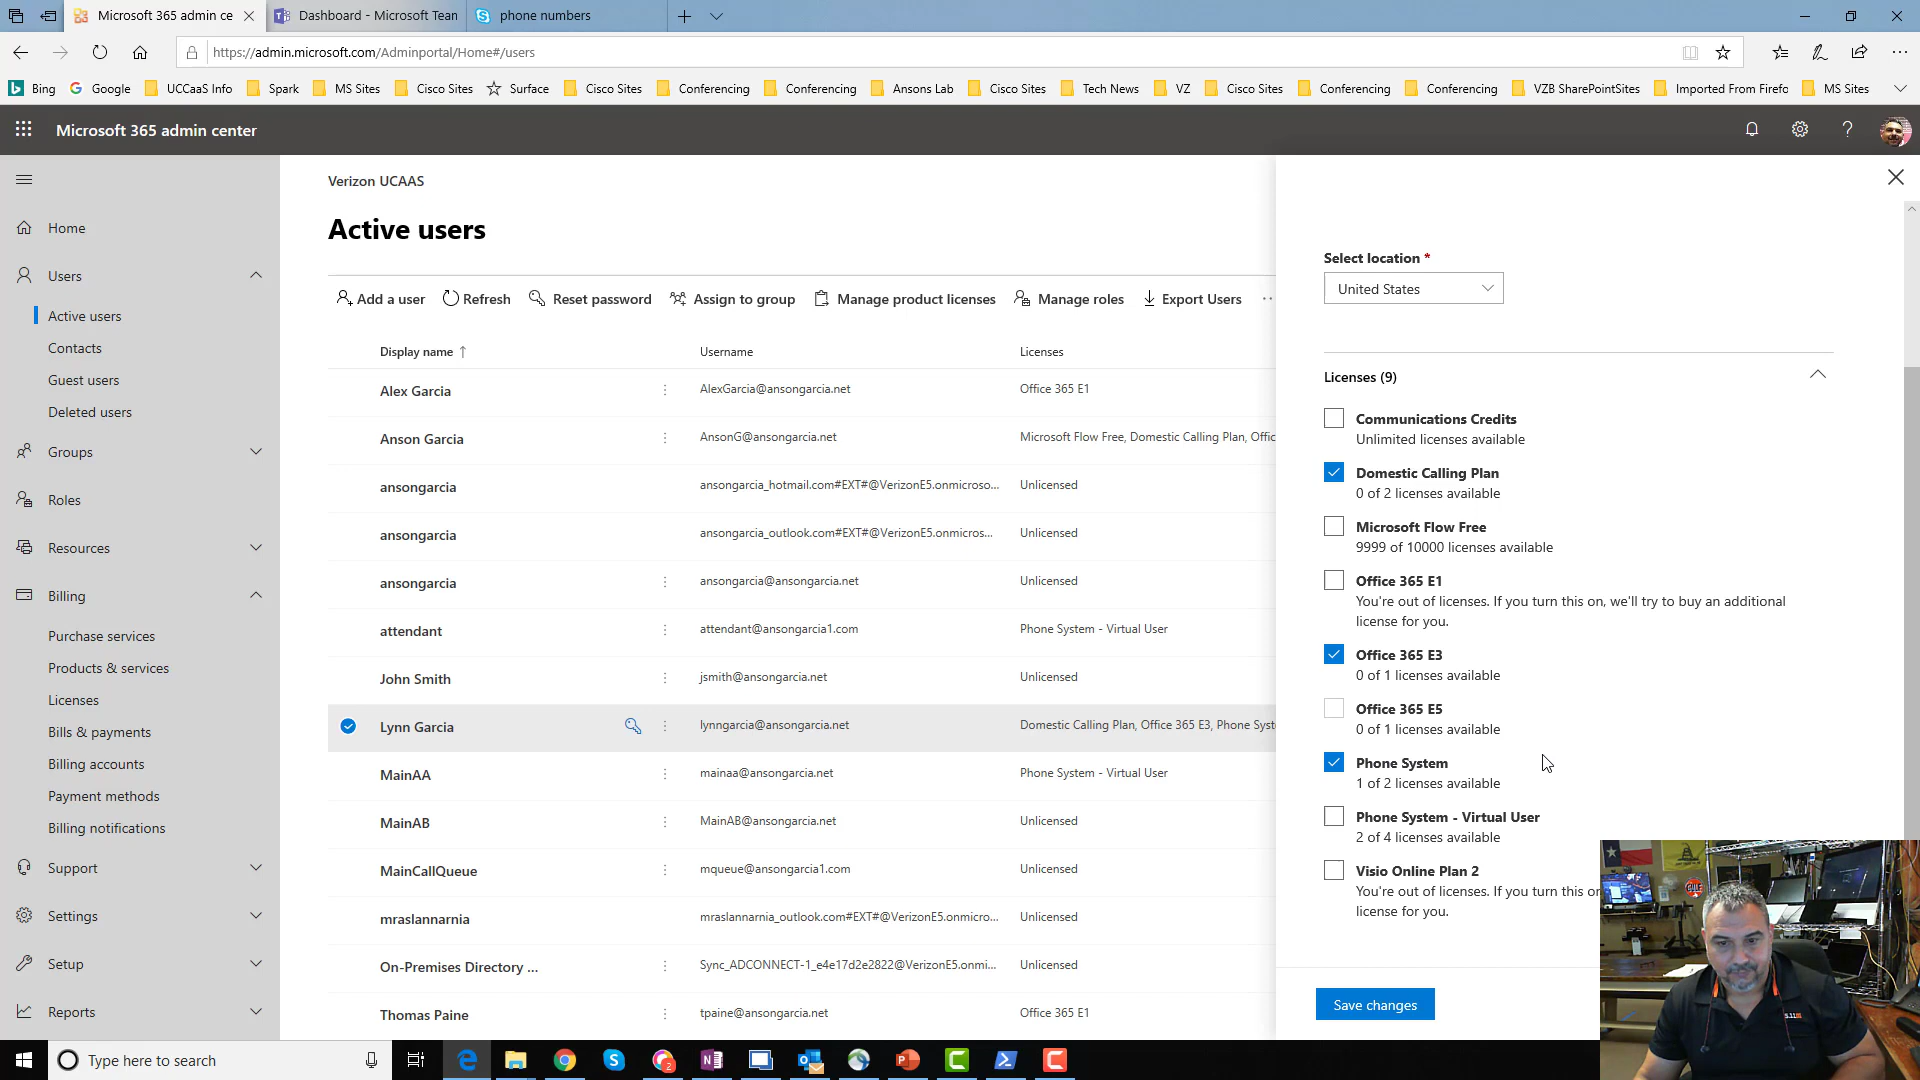 Microsoft 365 admin ce
Dashboard - Microsoft Team
phone numbers
https://admin.microsoft.com/Adminportal/Home#/users
Bing
Google
UCCaaS Info
Spark
MS Sites
Cisco Sites
Surface
Cisco Sites
Conferencing
Conferencing
Ansons Lab
Cisco Sites
Tech News
VZ
Cisco Sites
Conferencing
Conferencing
VZB SharePointSites
Imported From Firefo
MS Sites
Microsoft 365 admin center
Home
Users
Active users
Contacts
Guest users
Deleted users
Groups
Roles
Resources
Billing
Purchase services
Products & services
Licenses
Bills & payments
Billing accounts
Payment methods
Billing notifications
Support
Settings
Setup
Reports
Verizon UCAAS
Active users
Add a user
Refresh
Reset password
Assign to group
Manage product licenses
Manage roles
Export Users
Display name ↑ Username Licenses
Alex Garcia AlexGarcia@ansongarcia.net Office 365 E1
Anson Garcia AnsonG@ansongarcia.net Microsoft Flow Free, Domestic Calling Plan, Offic
ansongarcia ansongarcia_hotmail.com#EXT#@VerizonE5.onmicroso... Unlicensed
ansongarcia ansongarcia_outlook.com#EXT#@VerizonE5.onmicros... Unlicensed
ansongarcia ansongarcia@ansongarcia.net Unlicensed
attendant attendant@ansongarcia1.com Phone System - Virtual User
John Smith jsmith@ansongarcia.net Unlicensed
Lynn Garcia lynngarcia@ansongarcia.net Domestic Calling Plan, Office 365 E3, Phone Syst
MainAA mainaa@ansongarcia.net Phone System - Virtual User
MainAB MainAB@ansongarcia.net Unlicensed
MainCallQueue mqueue@ansongarcia1.com Unlicensed
mraslannarnia mraslannarnia_outlook.com#EXT#@VerizonE5.onmicro... Unlicensed
On-Premises Directory ... Sync_ADCONNECT-1_e4e17d2e2822@VerizonE5.onmi... Unlicensed
Thomas Paine tpaine@ansongarcia.net Office 365 E1
Select location *
United States
Licenses (9)
Communications Credits
Unlimited licenses available
Domestic Calling Plan
0 of 2 licenses available
Microsoft Flow Free
9999 of 10000 licenses available
Office 365 E1
You're out of licenses. If you turn this on, we'll try to buy an additional
license for you.
Office 365 E3
0 of 1 licenses available
Office 365 E5
0 of 1 licenses available
Phone System
1 of 2 licenses available
Phone System - Virtual User
2 of 4 licenses available
Visio Online Plan 2
You're out of licenses. If you turn this on
license for you.
Save changes
Type here to search